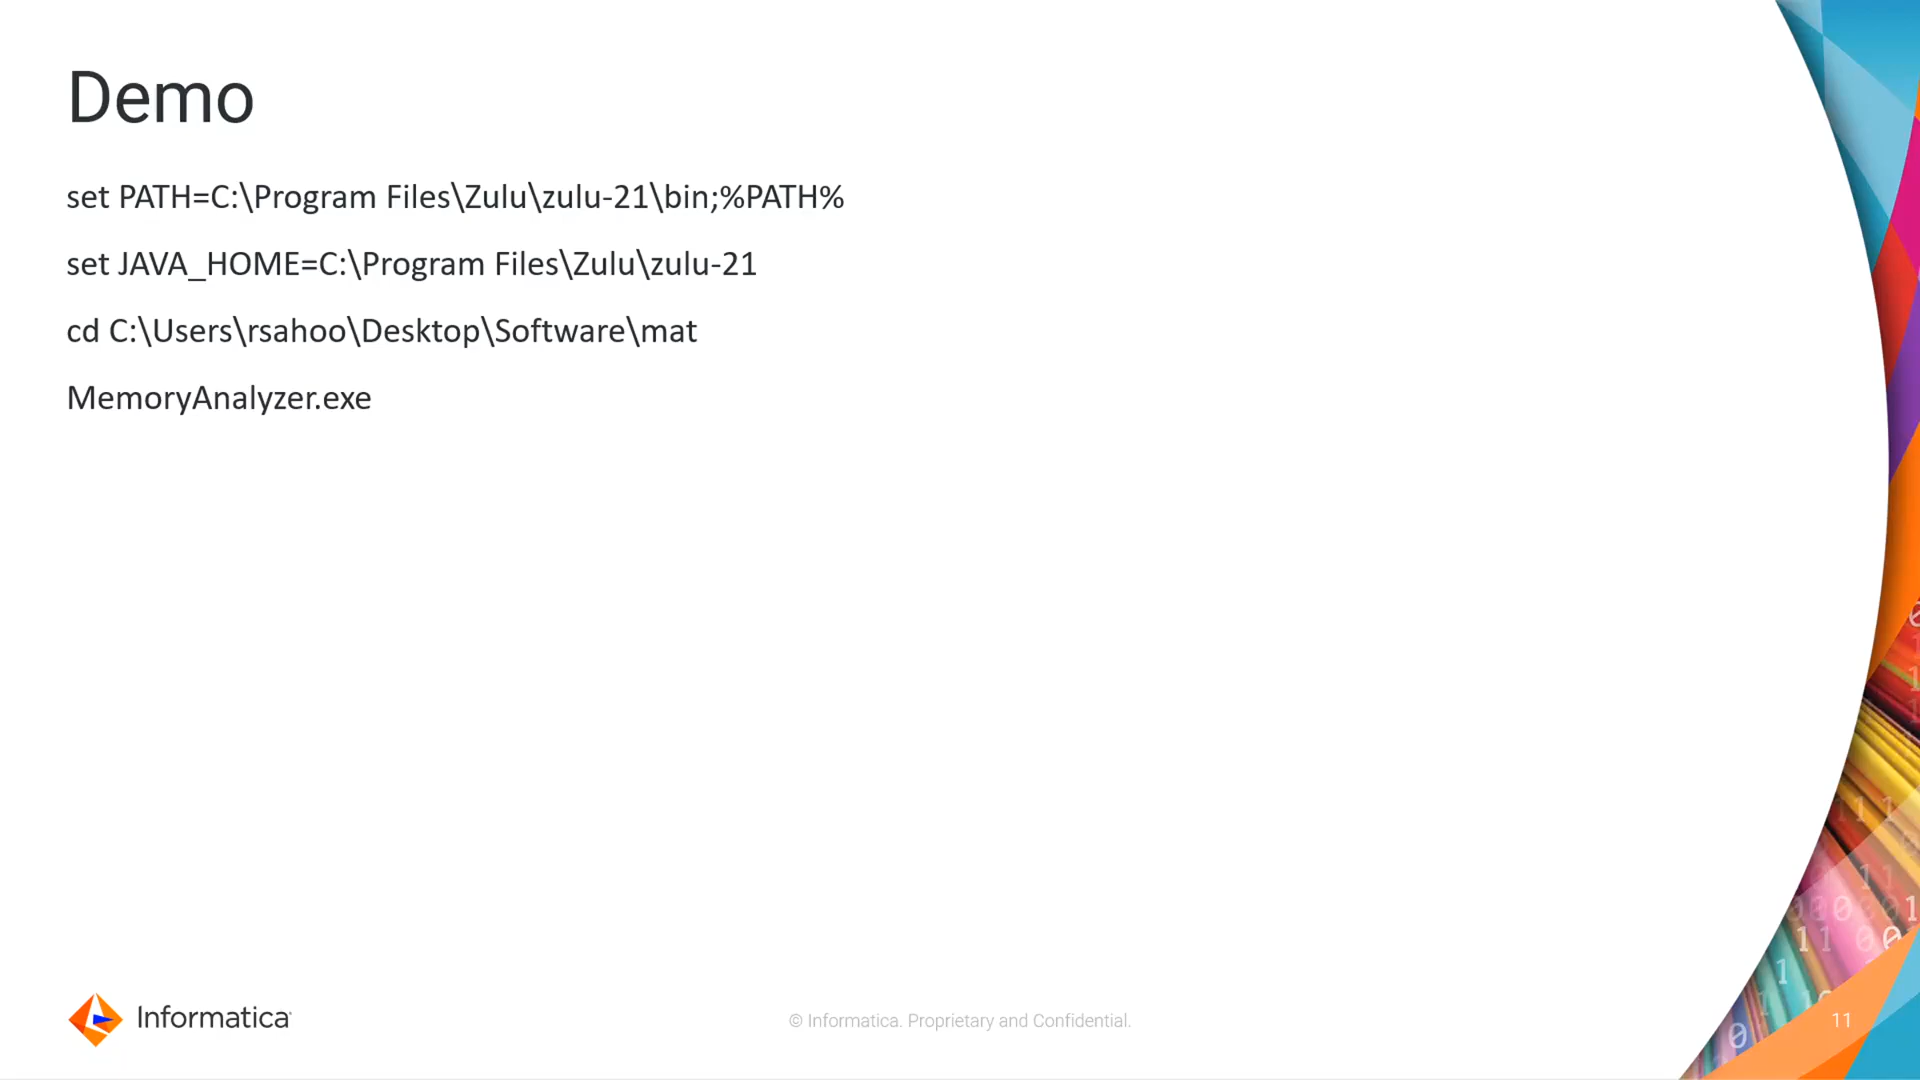 Demo
set PATH=C:\Program Files\Zulu\zulu-21\bin;%PATH%
set JAVA_HOME=C:\Program Files\Zulu\zulu-21
cd C:\Users\rsahoo\Desktop\Software\mat
MemoryAnalyzer.exe
Informatica
© Informatica. Proprietary and Confidential.
11